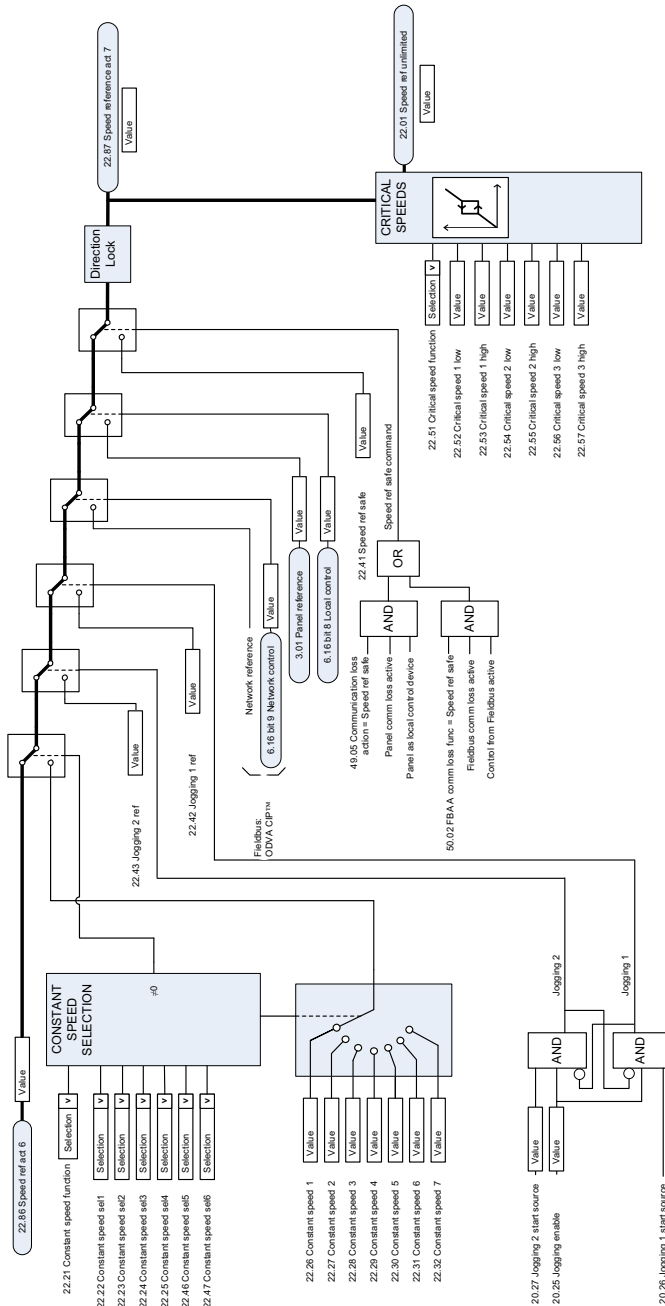 22.86 Speed ref act 6
Value
22.21 Constant speed function
Selection
v
22.22 Constant speed sel1
Selection
v
22.23 Constant speed sel2
Selection
v
22.24 Constant speed sel3
Selection
v
22.25 Constant speed sel4
Selection
v
22.46 Constant speed sel5
Selection
v
22.47 Constant speed sel6
Selection
v
CONSTANT
SPEED
SELECTION
≠0
22.26 Constant speed 1
Value
22.27 Constant speed 2
Value
22.28 Constant speed 3
Value
22.29 Constant speed 4
Value
22.30 Constant speed 5
Value
22.31 Constant speed 6
Value
22.32 Constant speed 7
Value
20.27 Jogging 2 start source
Value
20.25 Jogging enable
Value
20.26 Jogging 1 start source
AND
AND
Jogging 2
Jogging 1
22.43 Jogging 2 ref
Value
22.42 Jogging 1 ref
Value
Fieldbus:
ODVA CIP™
Network reference
6.16 bit 9 Network control
Value
3.01 Panel reference
Value
6.16 bit 8 Local control
Value
49.05 Communication loss
action = Speed ref safe
Panel comm loss active
Panel as local control device
AND
50.02 FBA A comm loss func = Speed ref safe
Fieldbus comm loss active
Control from Fieldbus active
AND
OR
22.41 Speed ref safe
Value
Speed ref safe command
Direction
Lock
22.87 Speed reference act 7
Value
22.51 Critical speed function
Selection
v
22.52 Critical speed 1 low
Value
22.53 Critical speed 1 high
Value
22.54 Critical speed 2 low
Value
22.55 Critical speed 2 high
Value
22.56 Critical speed 3 low
Value
22.57 Critical speed 3 high
Value
CRITICAL
SPEEDS
22.01 Speed ref unlimited
Value